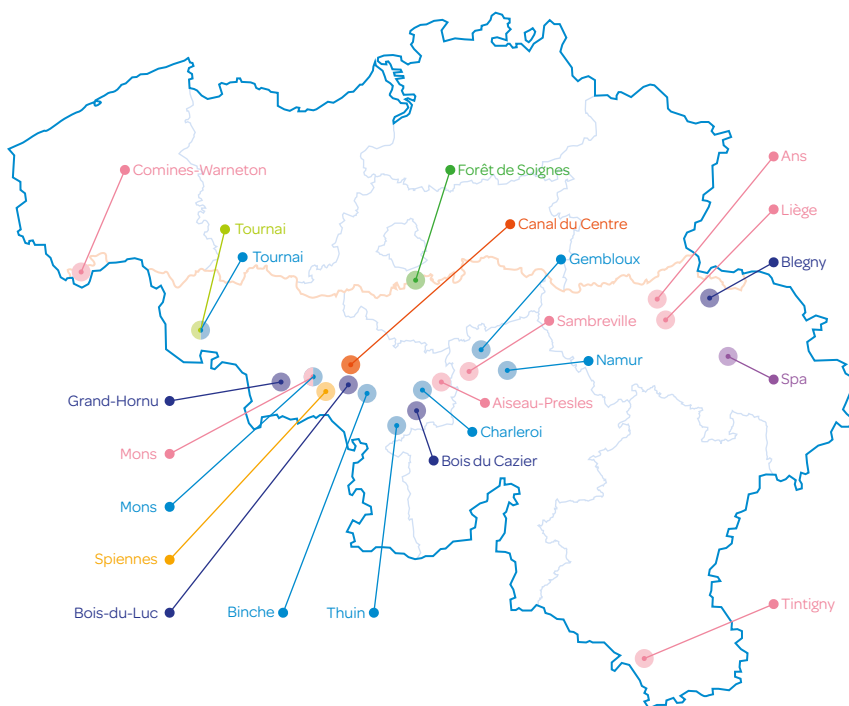 Ans
Comines-Warneton
Forêt de Soignes
Liège
Canal du Centre
Tournai
Tournai
Gembloux
Blegny
Sambreville
Namur
Spa
Grand-Hornu
Aiseau-Presles
Charleroi
Mons
Bois du Cazier
Mons
Spiennes
Tintigny
Bois-du-Luc
Binche
Thuin